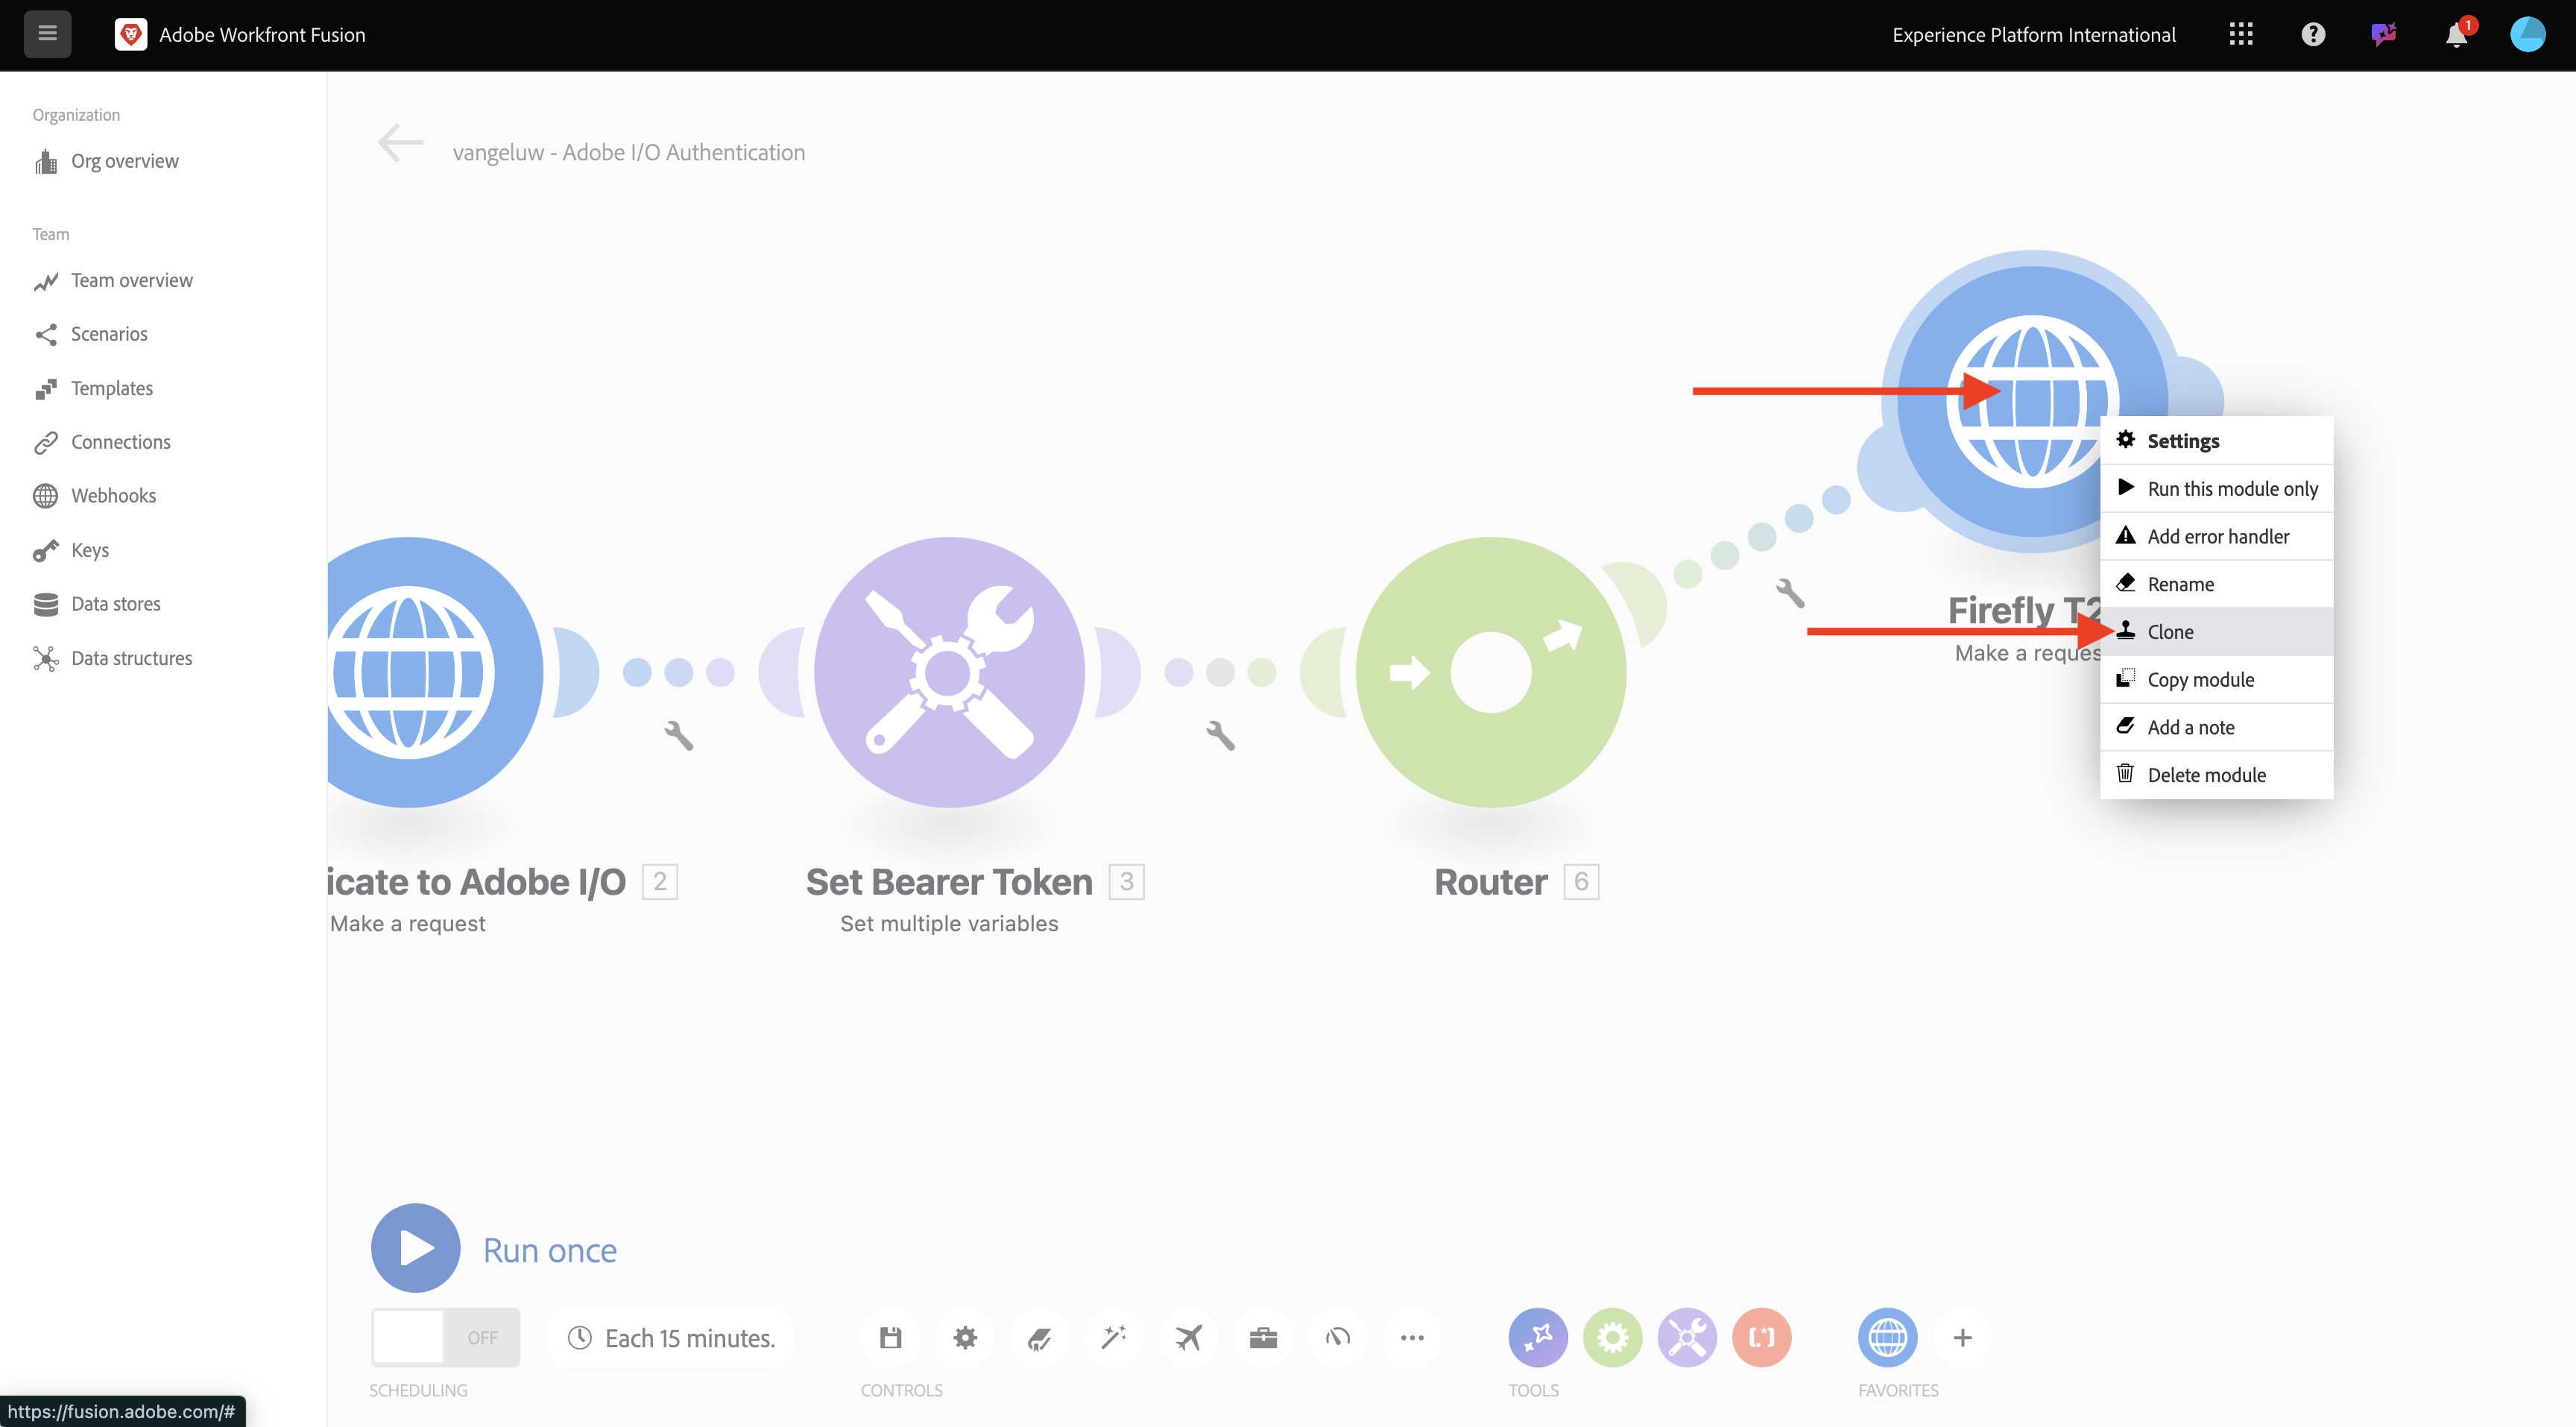 Adobe Workfront Fusion
Experience Platform International
1
Organization
Org overview
Team
Team overview
Scenarios
Templates
Connections
Webhooks
Keys
Data stores
Data structures
vangeluw - Adobe I/O Authentication
Settings
Run this module only
Add error handler
Rename
Clone
Copy module
Add a note
Delete module
Firefly T2
Make a reques
icate to Adobe I/O 2
Make a request
Set Bearer Token 3
Set multiple variables
Router 6
Run once
OFF
Each 15 minutes.
SCHEDULING
CONTROLS
TOOLS
FAVORITES
https://fusion.adobe.com/#